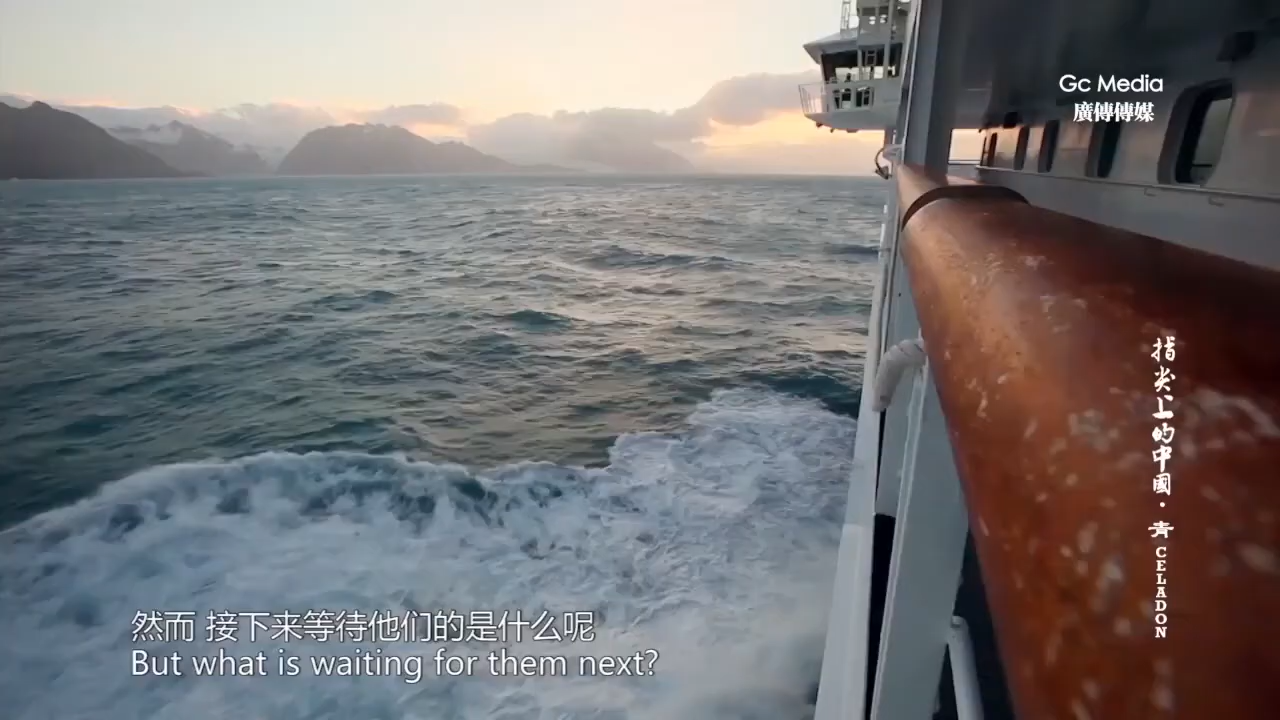 Gc Media
廣傳傳媒
指尖上的中國·青 CELADON
然而 接下来等待他们的是什么呢
But what is waiting for them next?